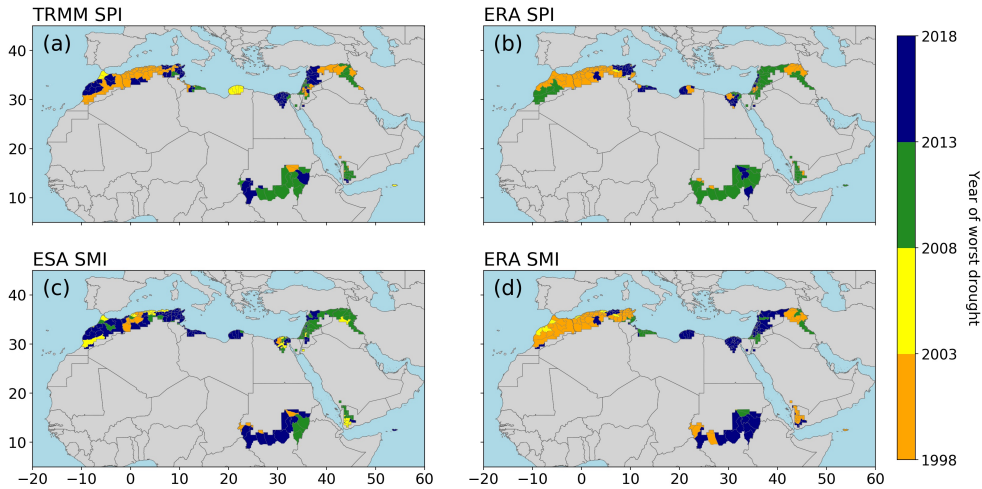 TRMM SPI
ERA SPI
(a)
(b)
40
30
20
10
ESA SMI
ERA SMI
(c)
(d)
40
30
20
10
−20 −10 0 10 20 30 40 50 60
−20 −10 0 10 20 30 40 50 60
2018
2013
2008
2003
1998
Year of worst drought